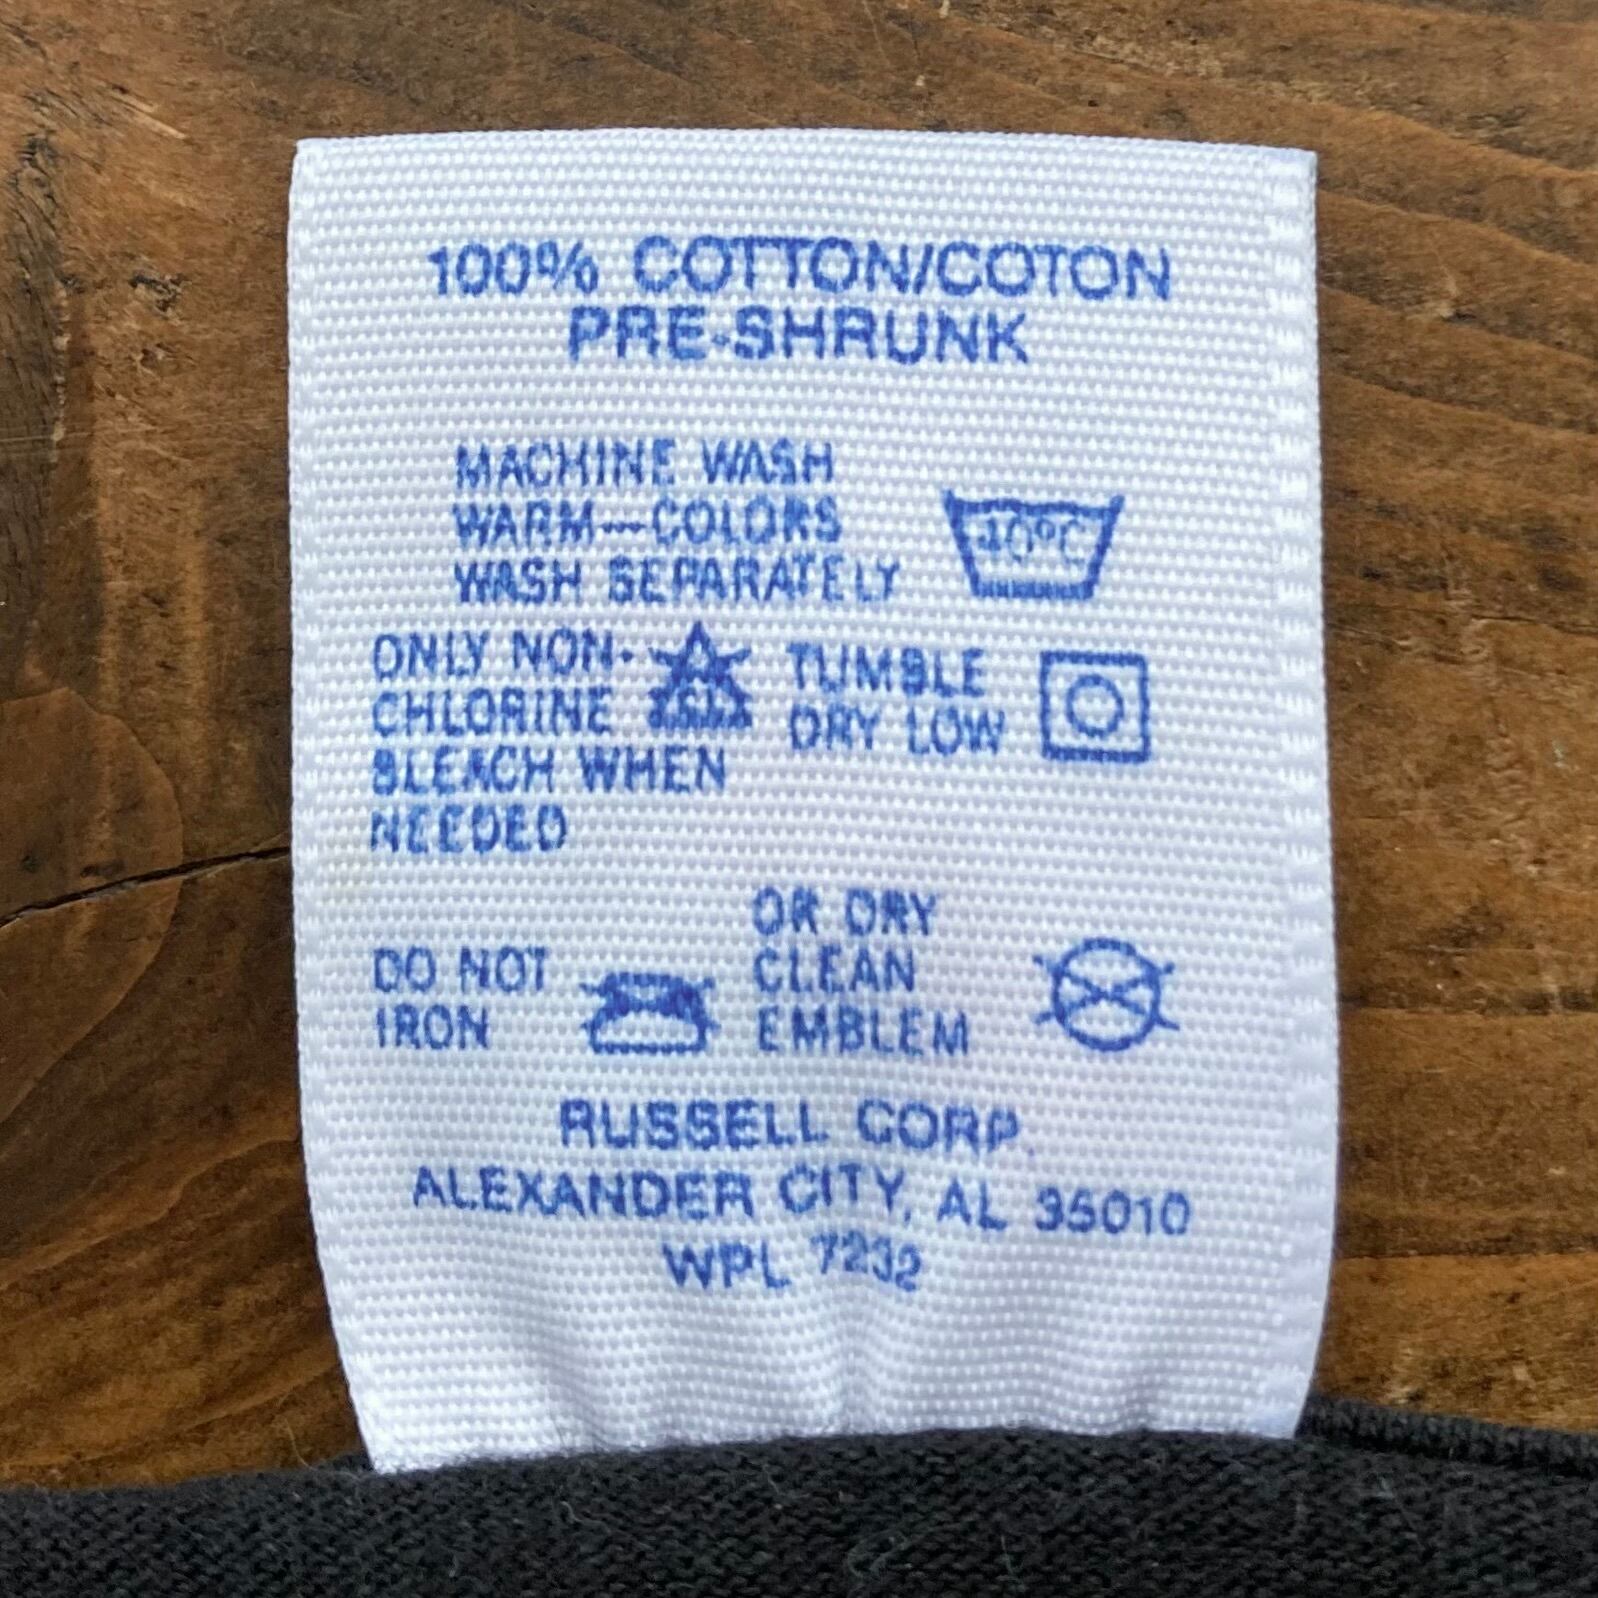 100% COTTON/COTON
PRE-SHRUNK
MACHINE WASH
WARM—COLORS
WASH SEPARATELY
40°C
ONLY NON-
CHLORINE
BLEACH WHEN
NEEDED
CL
TUMBLE
DRY LOW
DO NOT
IRON
OR DRY
CLEAN
EMBLEM
RUSSELL CORP.
ALEXANDER CITY, AL 35010
WPL 7232